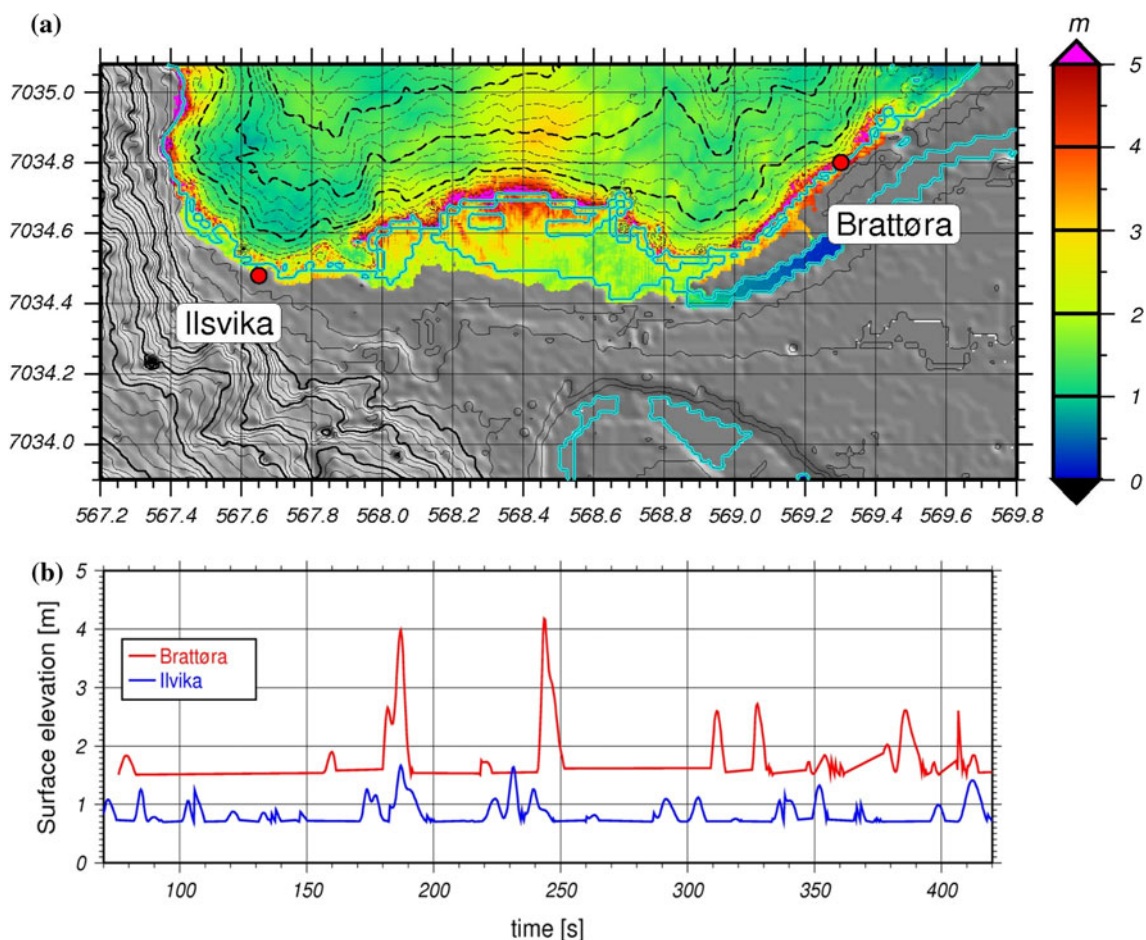 (a)
m
7035.0
7034.8
7034.6
7034.4
7034.2
7034.0
Brattøra
Ilsvika
5
4
3
2
1
0
567.2 567.4 567.6 567.8 568.0 568.2 568.4 568.6 568.8 569.0 569.2 569.4 569.6 569.8
(b)
Surface elevation [m]
5
4
3
2
1
0
Brattøra
Ilvika
100 150 200 250 300 350 400
time [s]